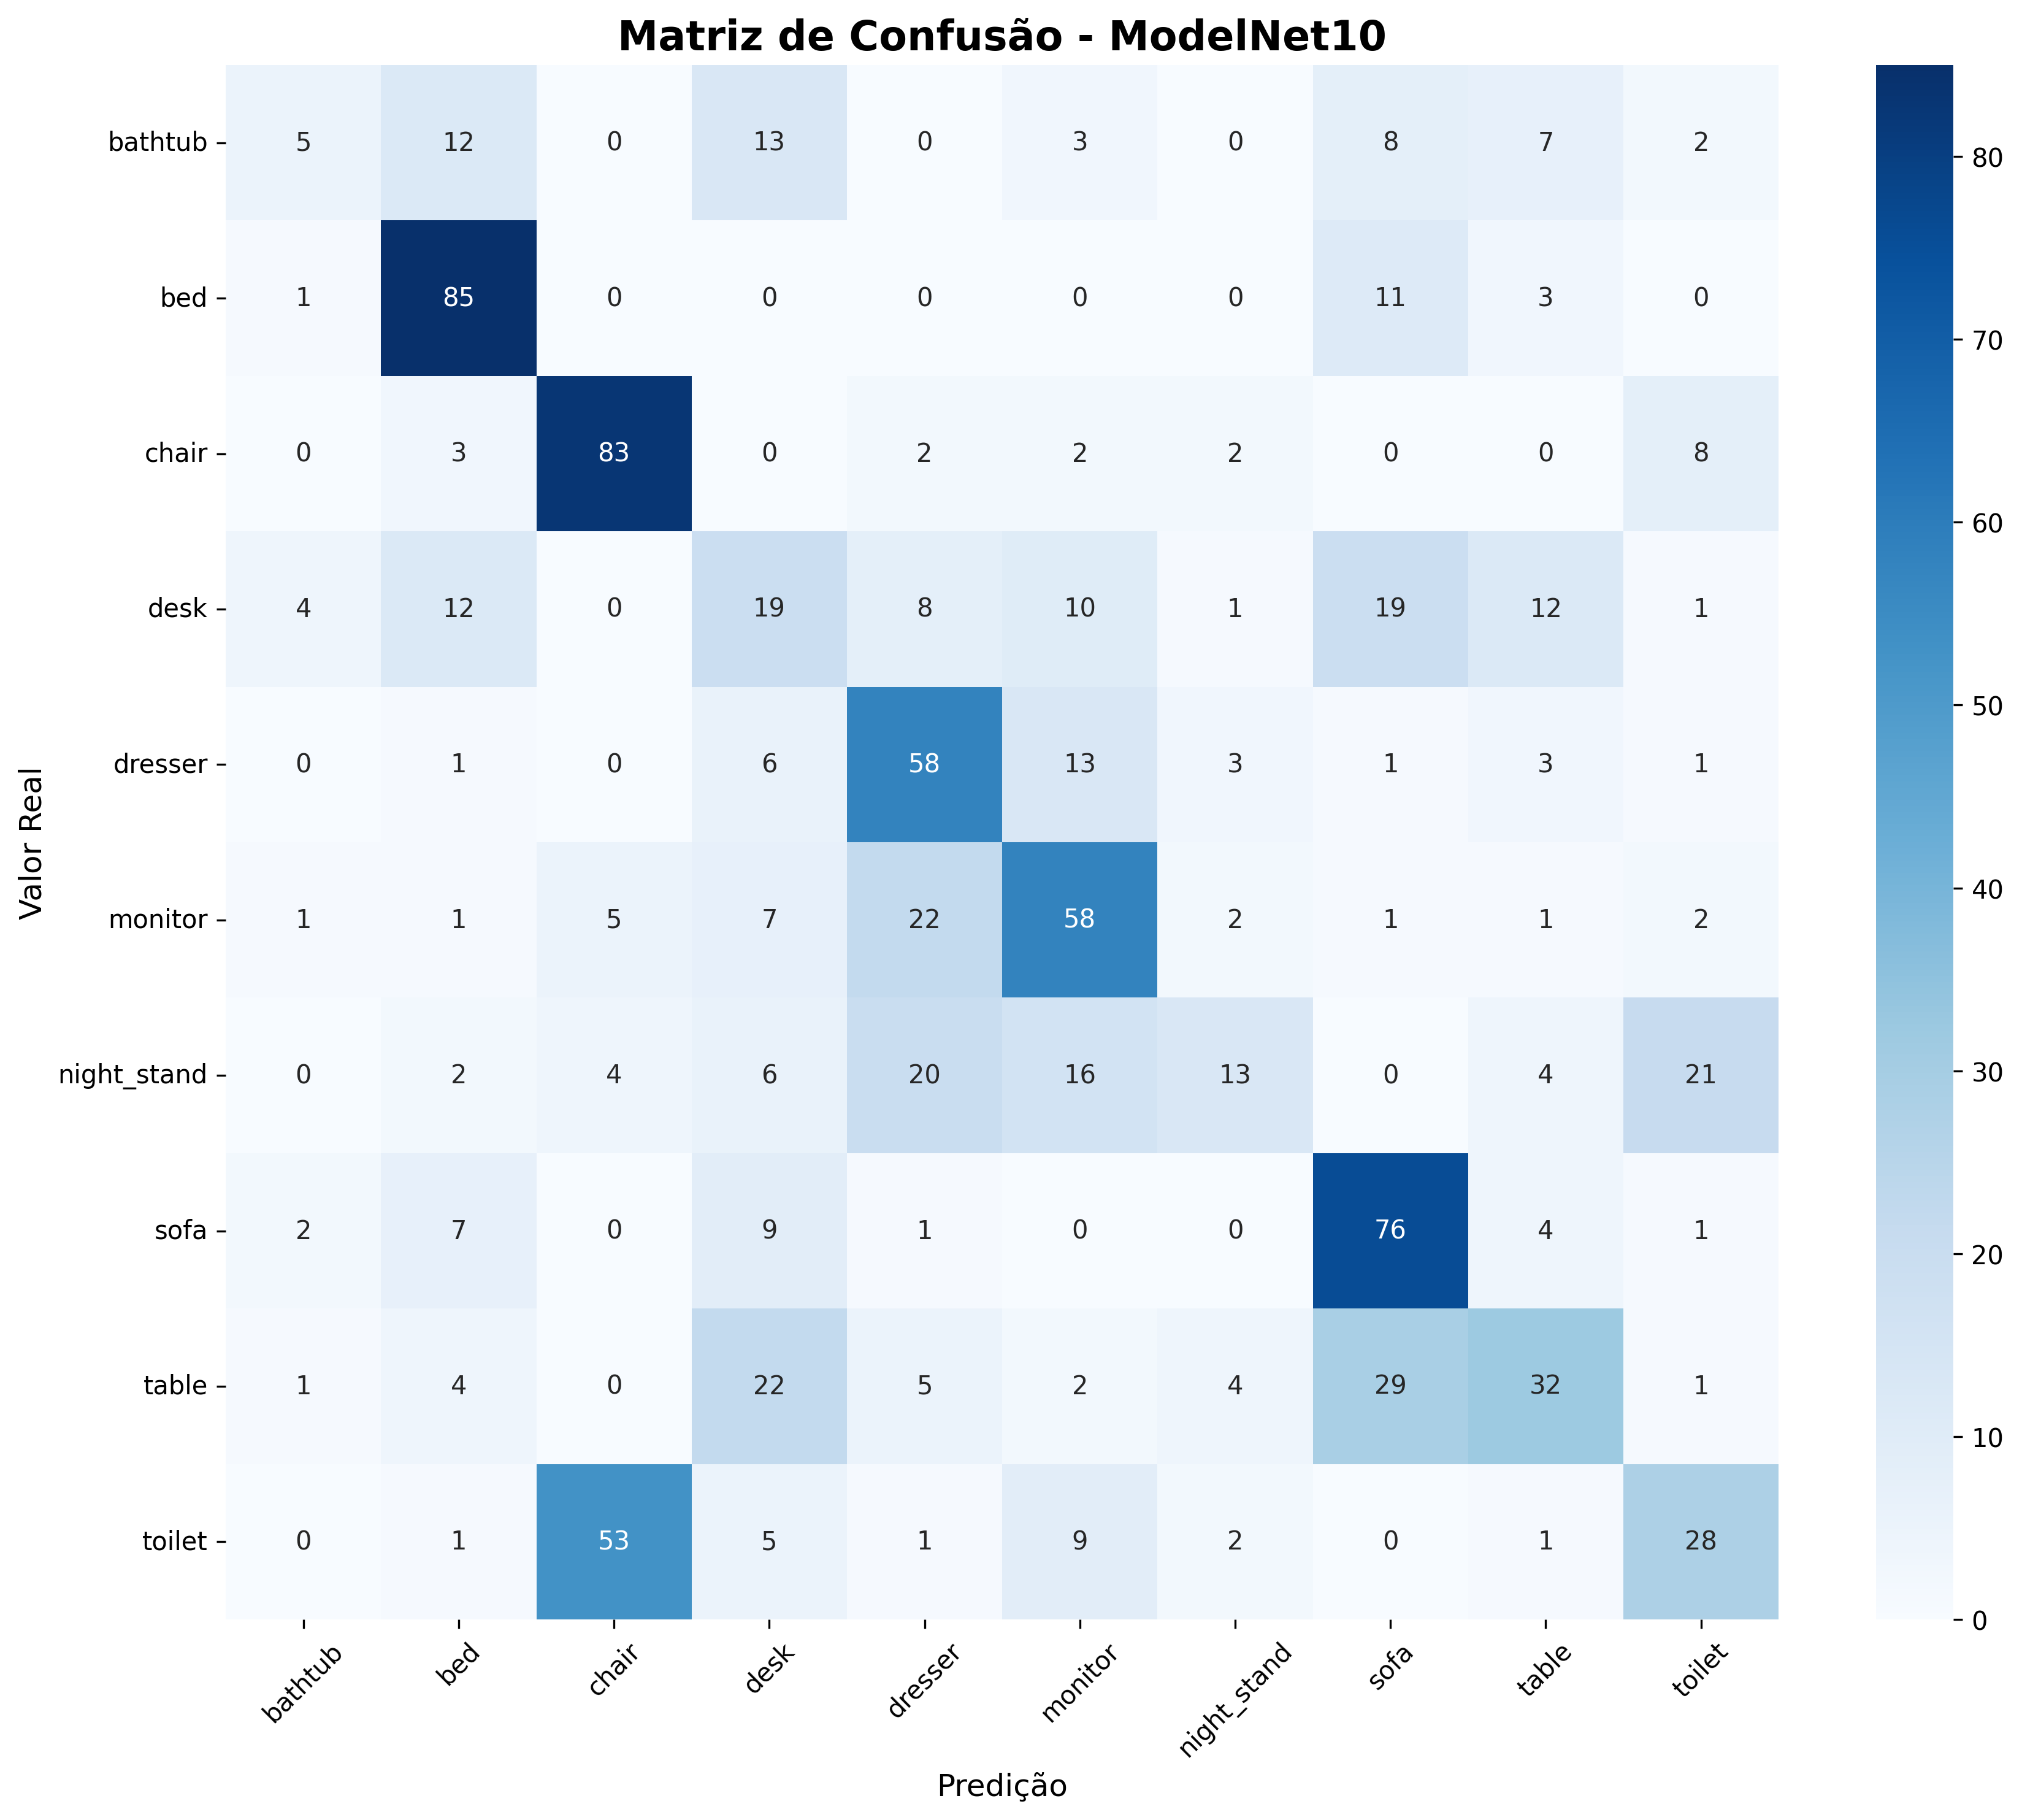 Matriz de Confusão - ModelNet10
bathtub 5 12 0 13 0 3 0 8 7 2
bed 1 85 0 0 0 0 0 11 3 0
chair 0 3 83 0 2 2 2 0 0 8
desk 4 12 0 19 8 10 1 19 12 1
dresser 0 1 0 6 58 13 3 1 3 1
monitor 1 1 5 7 22 58 2 1 1 2
night_stand 0 2 4 6 20 16 13 0 4 21
sofa 2 7 0 9 1 0 0 76 4 1
table 1 4 0 22 5 2 4 29 32 1
toilet 0 1 53 5 1 9 2 0 1 28
bathtub bed chair desk dresser monitor night_stand sofa table toilet
Predição
Valor Real
80
70
60
50
40
30
20
10
0